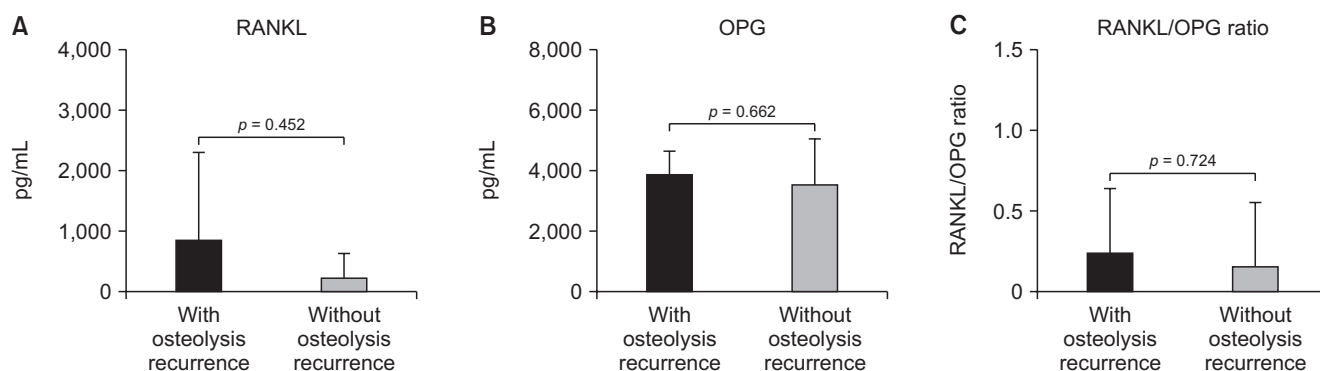 A
RANKL
pg/mL
4,000
3,000
2,000
1,000
0
p = 0.452
With
osteolysis
recurrence
Without
osteolysis
recurrence
B
OPG
pg/mL
8,000
6,000
4,000
2,000
0
p = 0.662
With
osteolysis
recurrence
Without
osteolysis
recurrence
C
RANKL/OPG ratio
RANKL/OPG ratio
1.5
1.0
0.5
0
p = 0.724
With
osteolysis
recurrence
Without
osteolysis
recurrence